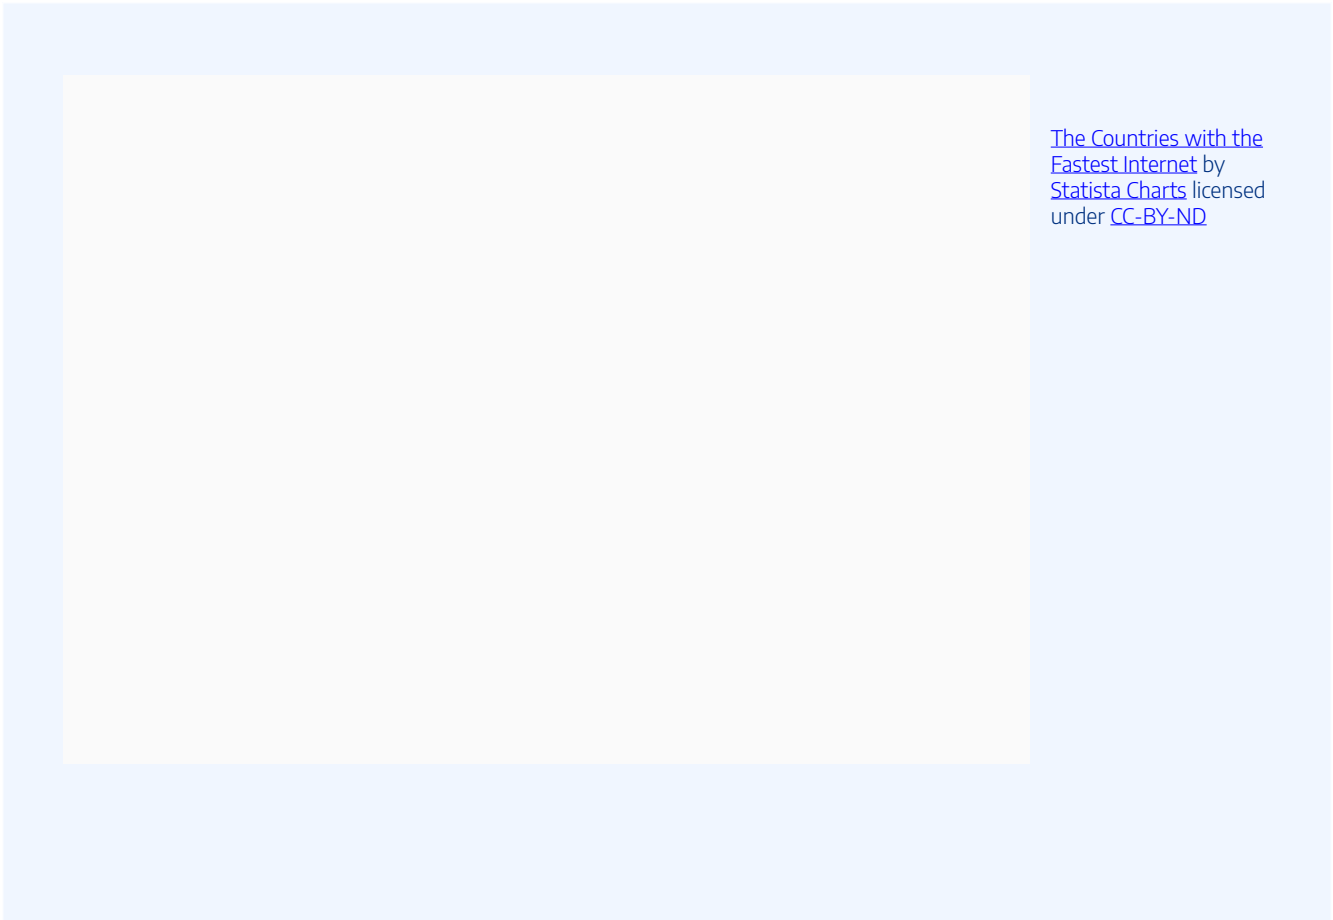 The Countries with the
Fastest Internet by
Statista Charts licensed
under CC-BY-ND